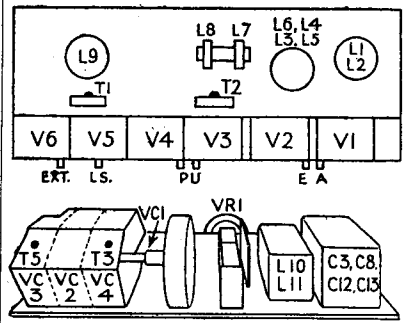 L8 L7
L6, L4
L3, L5
L1
L2
L9
T1
T2
V6 V5 V4 V3 V2 V1
EXT. LS. PU E A
VC1
VR1
T5 T3
VC VC VC
3 2 4
L10
L11
C3, C8,
C12, C13